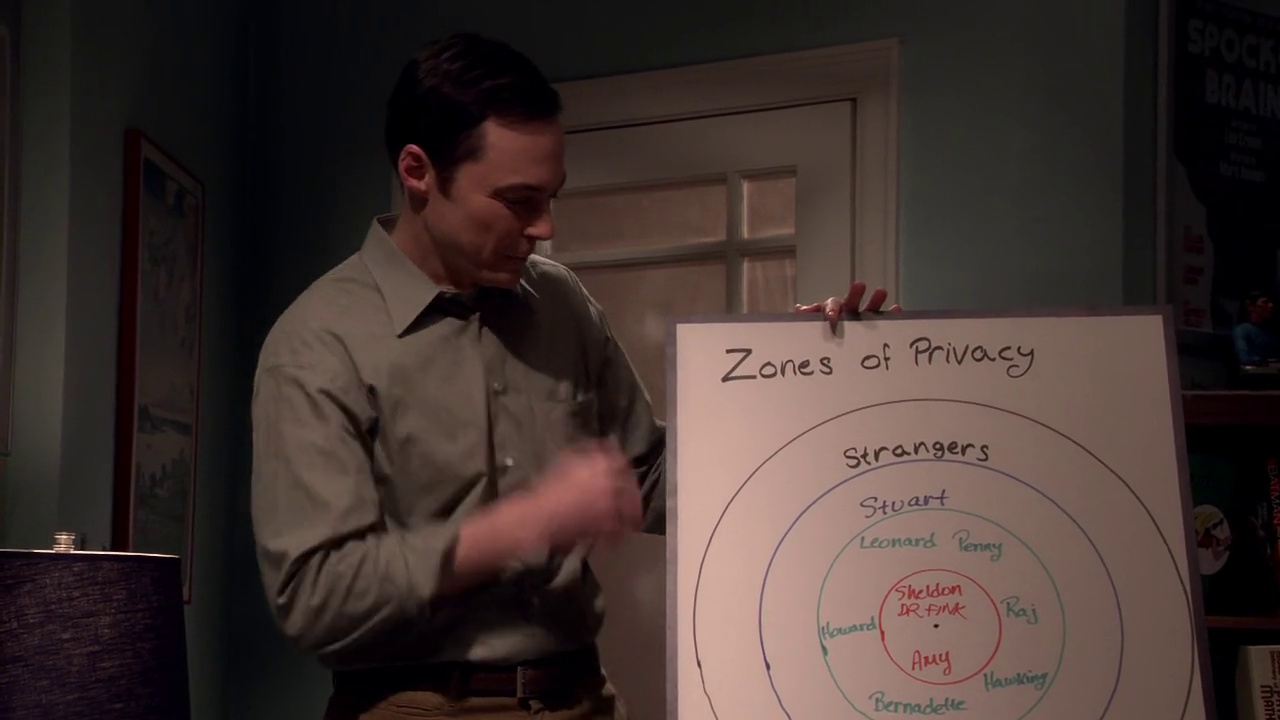 SPOCK
BRAIN
Zones of Privacy
Strangers
Stuart
Leonard Penny
Sheldon
DR. FINK
Raj
Howard
Amy
Hawking
Bernadette